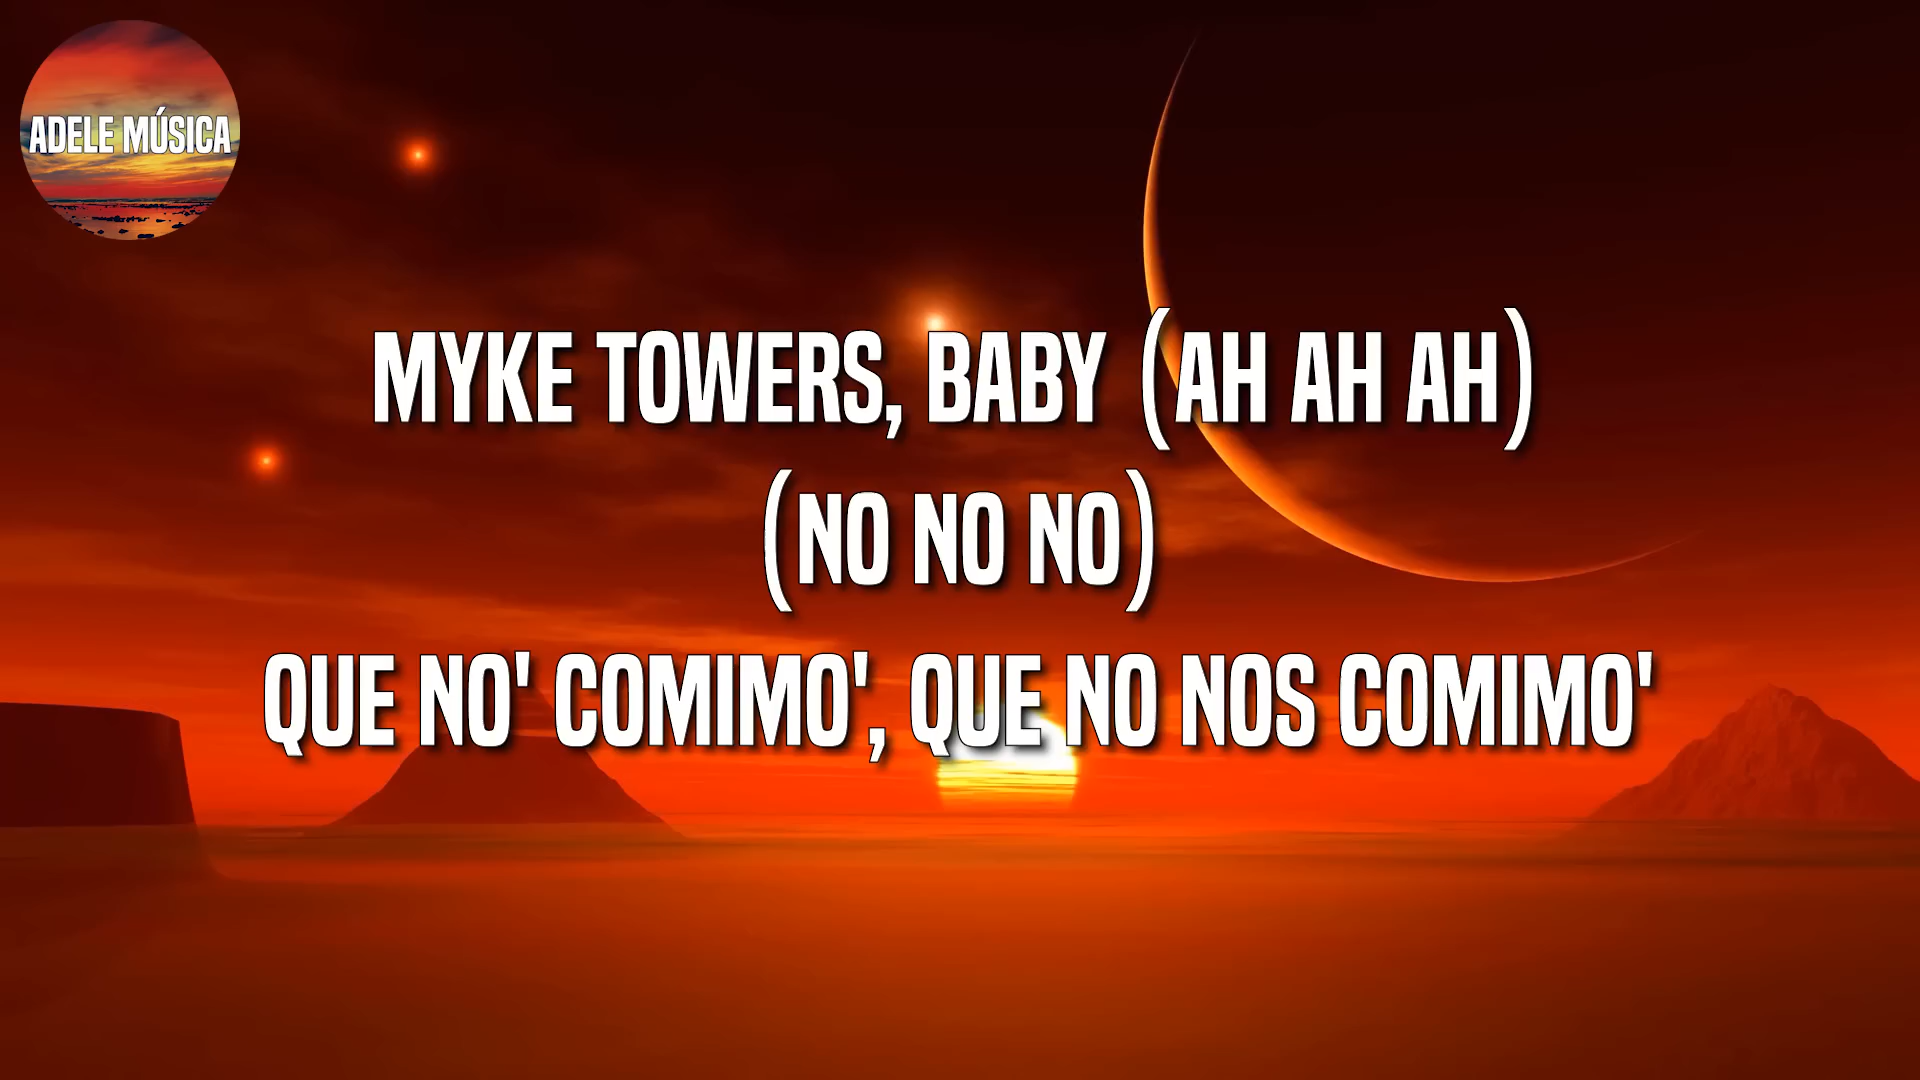 ADELE MÚSICA
MYKE TOWERS, BABY (AH AH AH)
(NO NO NO)
QUE NO' COMIMO', QUE NO NOS COMIMO'